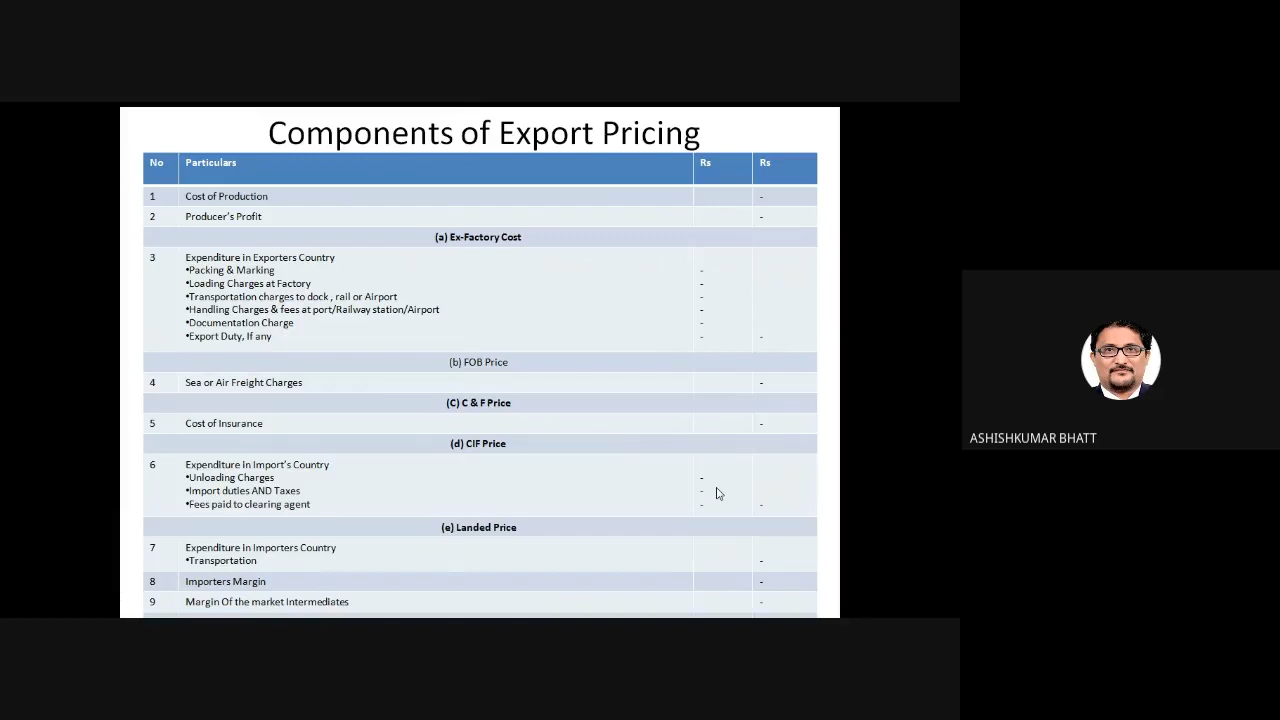 Components of Export Pricing
No Particulars Rs Rs
1 Cost of Production -
2 Producer's Profit -
(a) Ex-Factory Cost
3 Expenditure in Exporters Country
•Packing & Marking -
•Loading Charges at Factory -
•Transportation charges to dock , rail or Airport -
•Handling Charges & fees at port/Railway station/Airport -
•Documentation Charge -
•Export Duty, If any - -
(b) FOB Price
4 Sea or Air Freight Charges -
(C) C & F Price
5 Cost of Insurance -
(d) CIF Price
6 Expenditure in Import's Country
•Unloading Charges -
•Import duties AND Taxes -
•Fees paid to clearing agent - -
(e) Landed Price
7 Expenditure in Importers Country
•Transportation -
8 Importers Margin -
9 Margin Of the market Intermediates -
ASHISHKUMAR BHATT